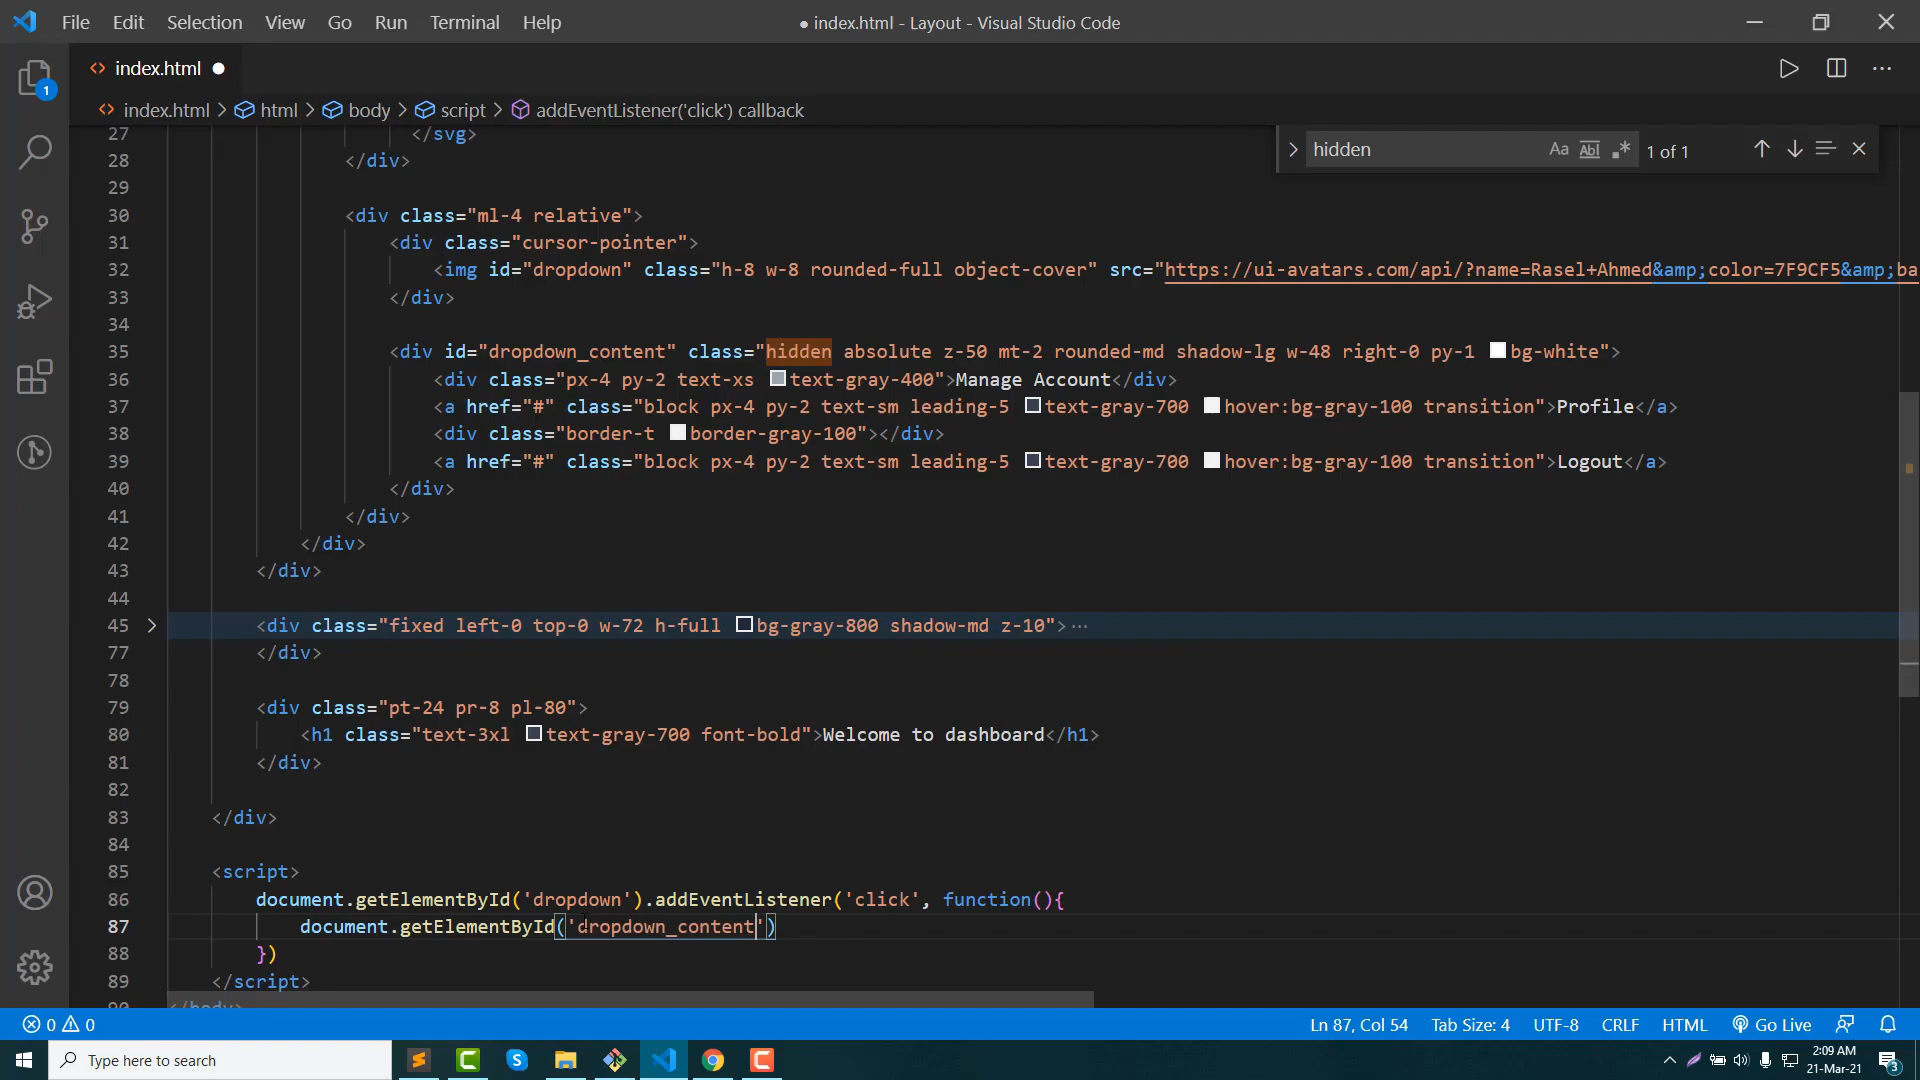 File Edit Selection View Go Run Terminal Help
● index.html - Layout - Visual Studio Code
1
<> index.html ●
<> index.html > html > body > script > addEventListener('click') callback
hidden
Aa
Abl
.*
1 of 1
27 </svg>
28 </div>
29
30 <div class="ml-4 relative">
31 <div class="cursor-pointer">
32 <img id="dropdown" class="h-8 w-8 rounded-full object-cover" src="https://ui-avatars.com/api/?name=Rasel+Ahmed&amp;color=7F9CF5&amp;ba
33 </div>
34
35 <div id="dropdown_content" class="hidden absolute z-50 mt-2 rounded-md shadow-lg w-48 right-0 py-1 bg-white">
36 <div class="px-4 py-2 text-xs text-gray-400">Manage Account</div>
37 <a href="#" class="block px-4 py-2 text-sm leading-5 text-gray-700 hover:bg-gray-100 transition">Profile</a>
38 <div class="border-t border-gray-100"></div>
39 <a href="#" class="block px-4 py-2 text-sm leading-5 text-gray-700 hover:bg-gray-100 transition">Logout</a>
40 </div>
41 </div>
42 </div>
43 </div>
44
45 <div class="fixed left-0 top-0 w-72 h-full bg-gray-800 shadow-md z-10">···
77 </div>
78
79 <div class="pt-24 pr-8 pl-80">
80 <h1 class="text-3xl text-gray-700 font-bold">Welcome to dashboard</h1>
81 </div>
82
83 </div>
84
85 <script>
86 document.getElementById('dropdown').addEventListener('click', function(){
87 document.getElementById('dropdown_content')
88 })
89 </script>
90 </body>
0 0
Ln 87, Col 54 Tab Size: 4 UTF-8 CRLF HTML Go Live
Type here to search
2:09 AM
21-Mar-21
3